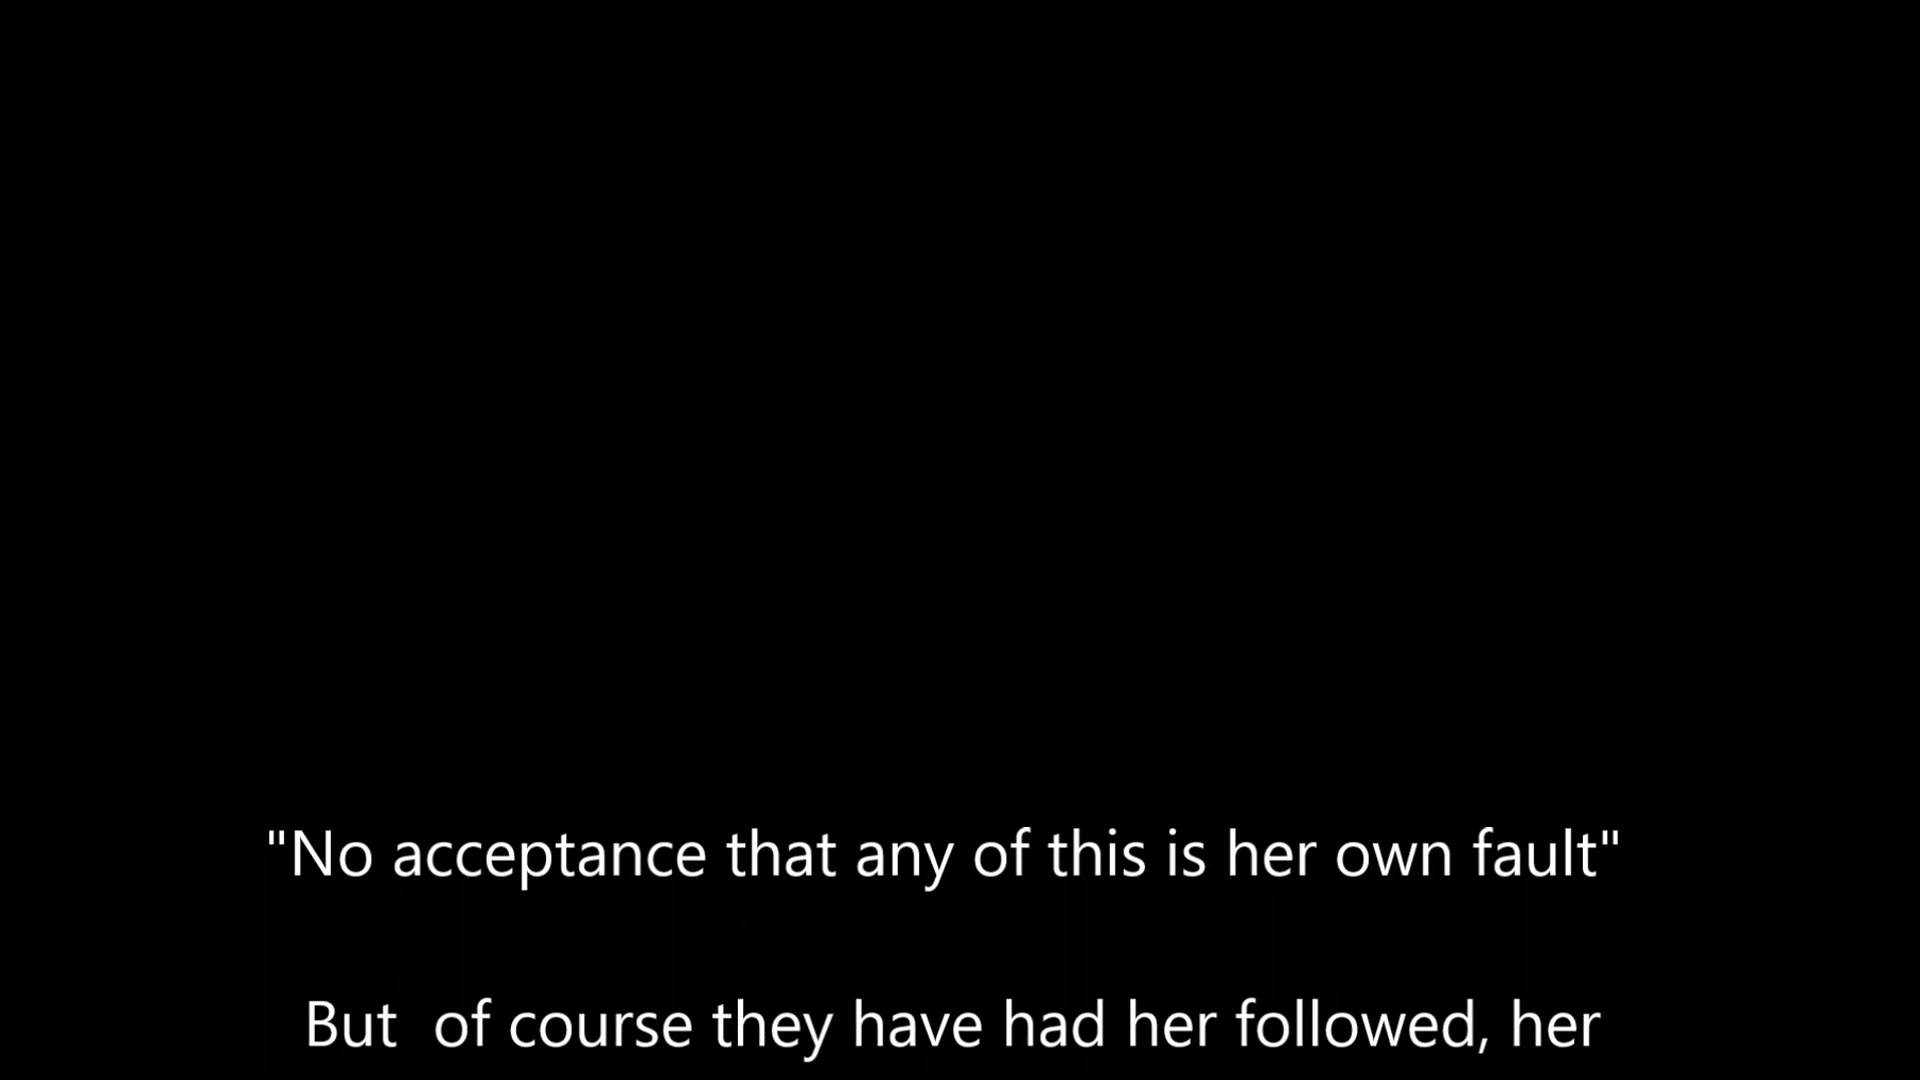 "No acceptance that any of this is her own fault"
But  of course they have had her followed, her